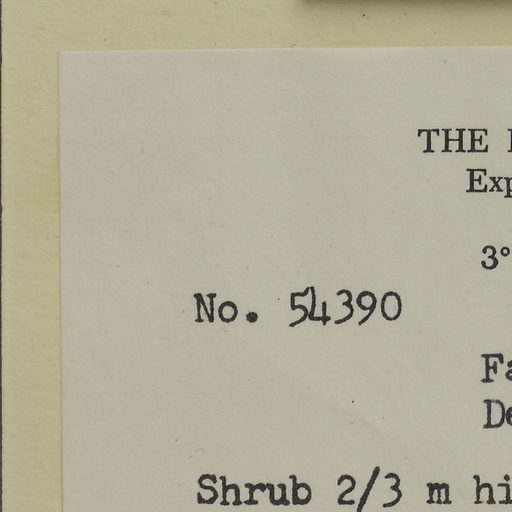 THE
Exp
3°
No. 54390
Fa
De
Shrub 2/3 m hi